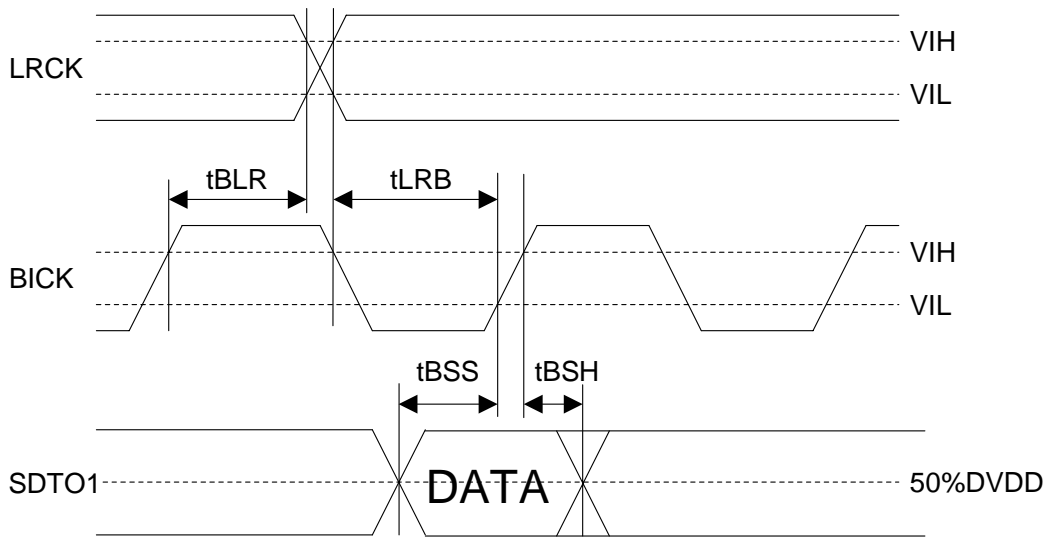 LRCK
VIH
VIL
tBLR
tLRB
BICK
VIH
VIL
tBSS
tBSH
SDTO1
DATA
50%DVDD